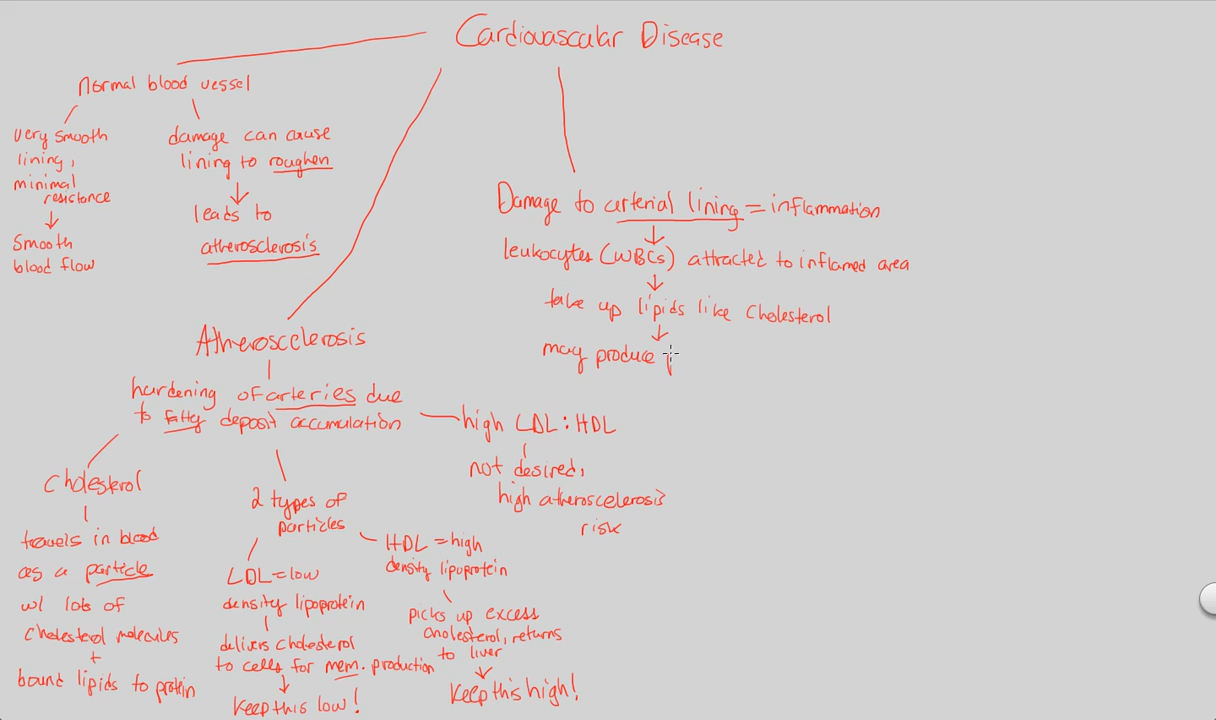 Cardiovascular Disease
Normal blood vessel
very smooth
lining,
minimal
resistance
↓
Smooth
blood flow
damage can cause
lining to roughen
↓
leads to
atherosclerosis
Damage to arterial lining = inflammation
↓
leukocytes (WBCs) attracted to inflamed area
↓
take up lipids like cholesterol
↓
may produce
Atheroscelerosis
hardening of arteries due
to fatty deposit accumulation
Cholesterol
travels in blood
as a particle
w/ lots of
cholesterol molecules
+
bound lipids to protein
2 types of
particles
LDL = low
density lipoprotein
delivers cholesterol
to cells for mem. production
↓
keep this low!
HDL = high
density lipoprotein
picks up excess
cholesterol, returns
to liver
↓
keep this high!
high LDL : HDL
not desired,
high atheroscelerosis
risk